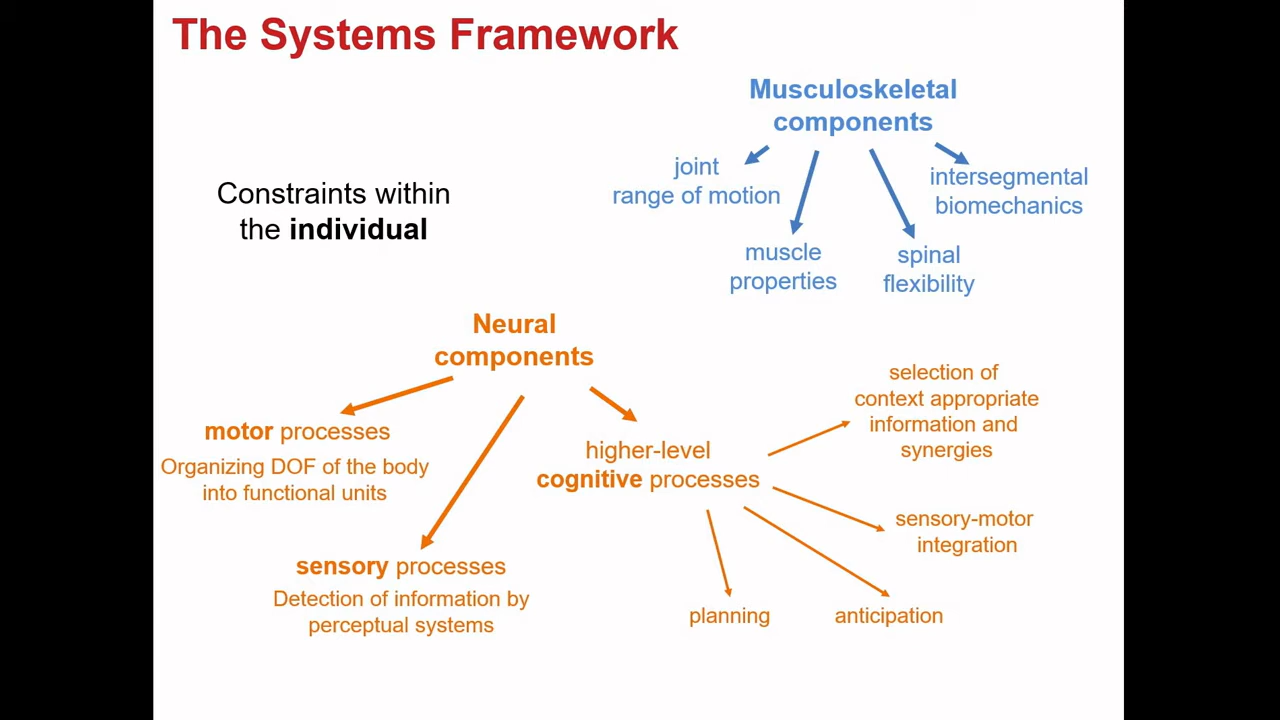 The Systems Framework
Musculoskeletal
components
joint
range of motion
intersegmental
biomechanics
muscle
properties
spinal
flexibility
Constraints within
the individual
Neural
components
motor processes
Organizing DOF of the body
into functional units
sensory processes
Detection of information by
perceptual systems
higher-level
cognitive processes
selection of
context appropriate
information and
synergies
sensory-motor
integration
planning
anticipation